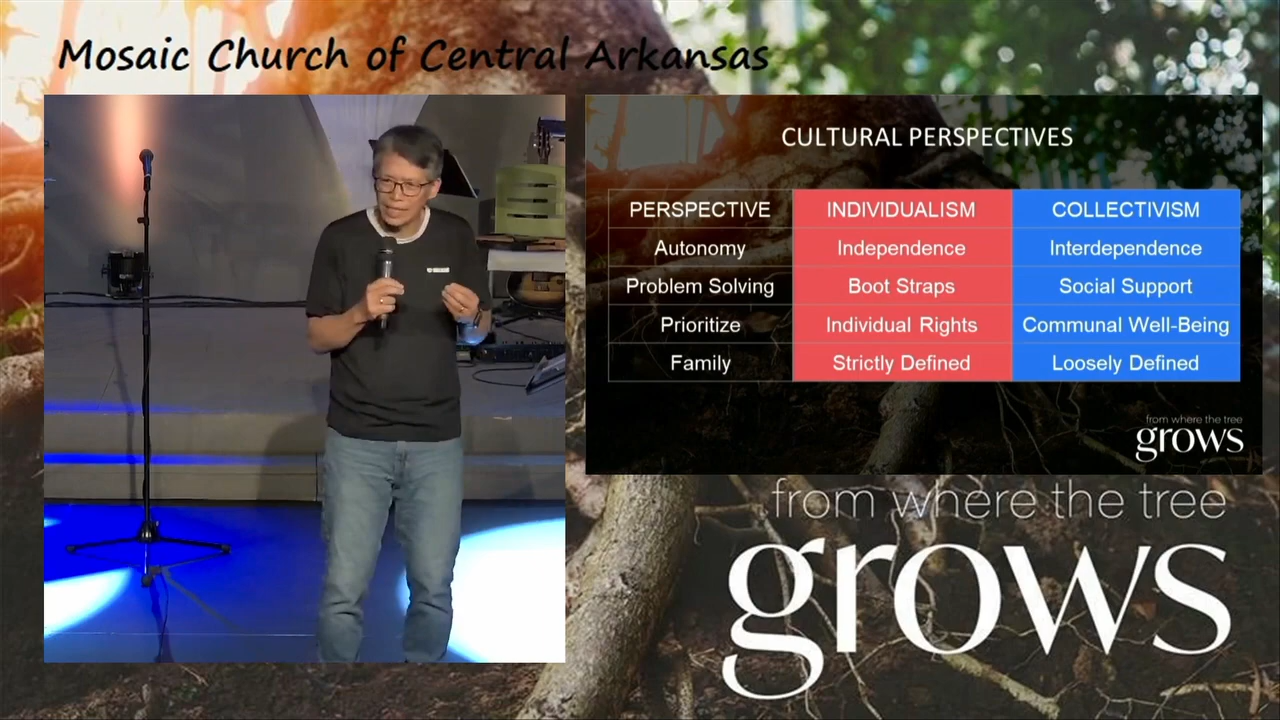 Mosaic Church of Central Arkansas
CULTURAL PERSPECTIVES
PERSPECTIVE INDIVIDUALISM COLLECTIVISM
Autonomy Independence Interdependence
Problem Solving Boot Straps Social Support
Prioritize Individual Rights Communal Well-Being
Family Strictly Defined Loosely Defined
from where the tree
grows
from where the tree
grows